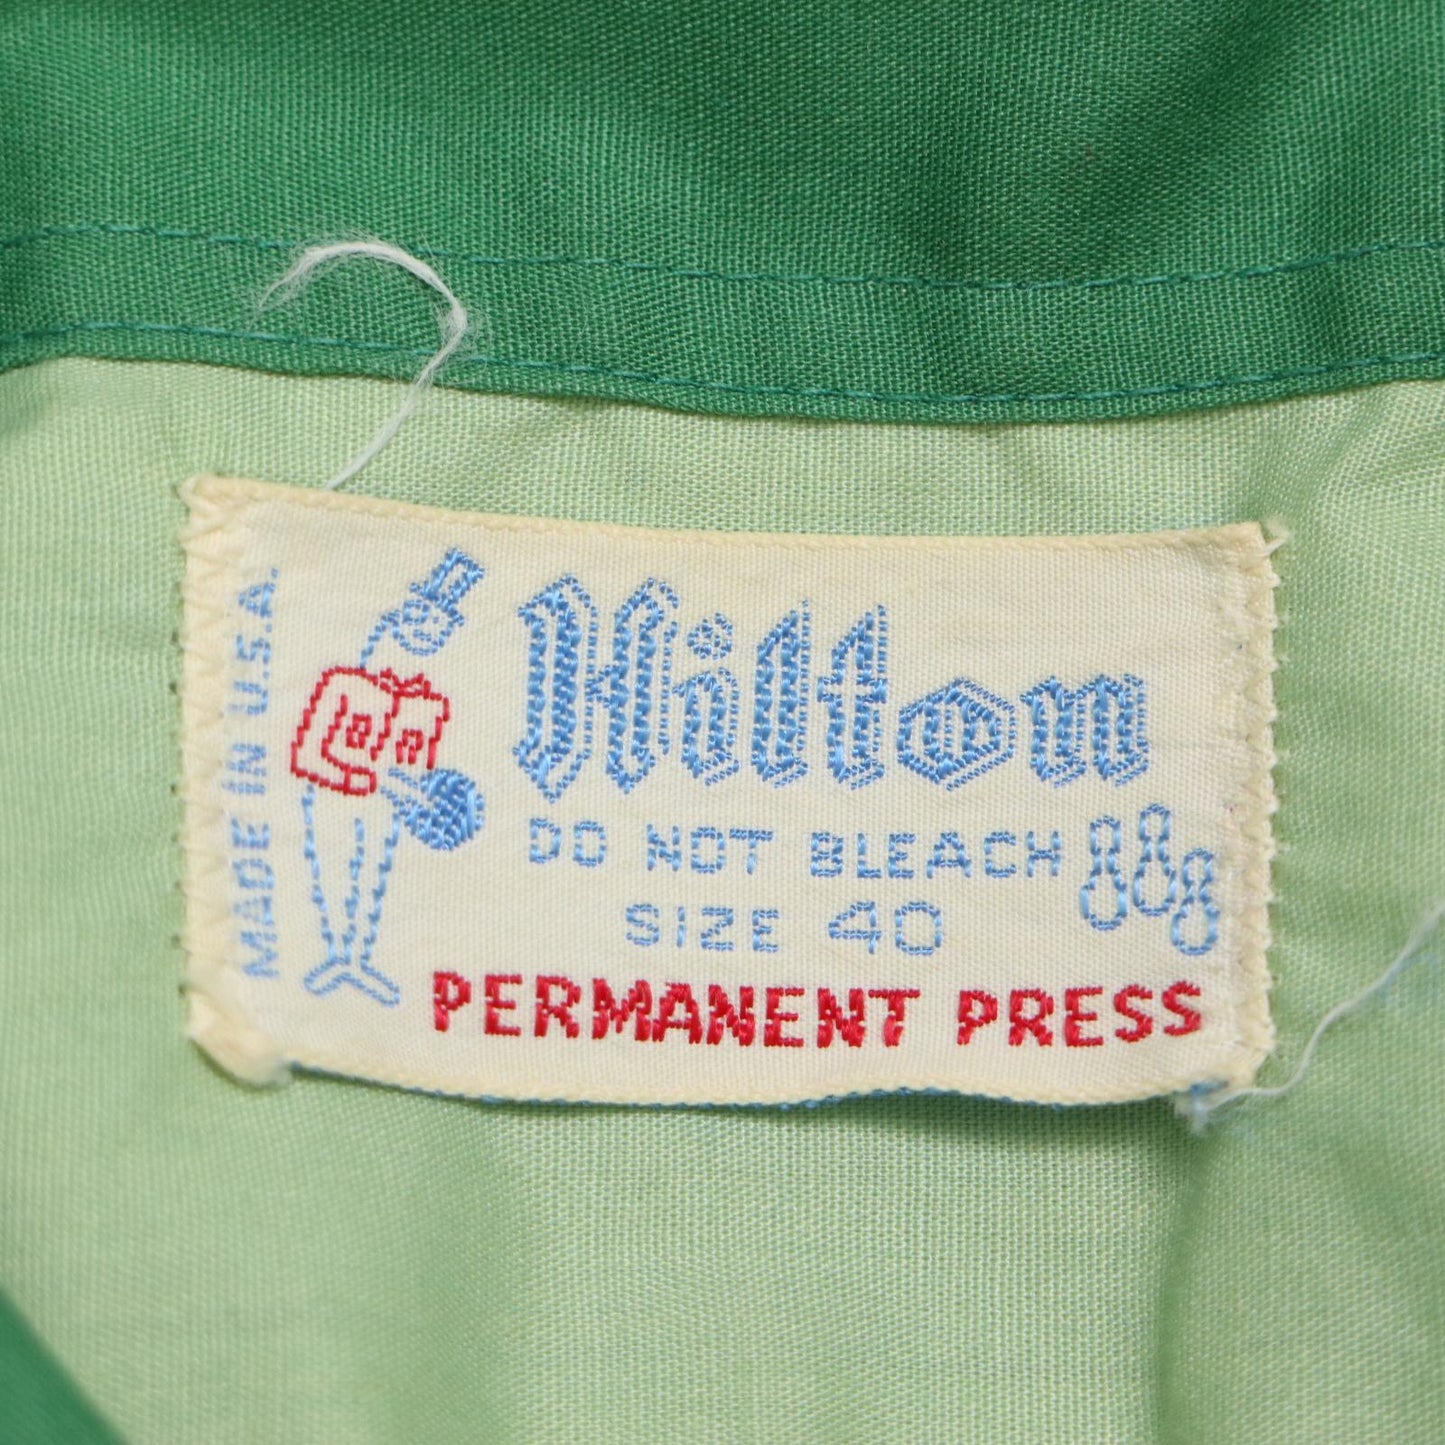 MADE IN U.S.A.
Hilton
DO NOT BLEACH
SIZE 40
PERMANENT PRESS